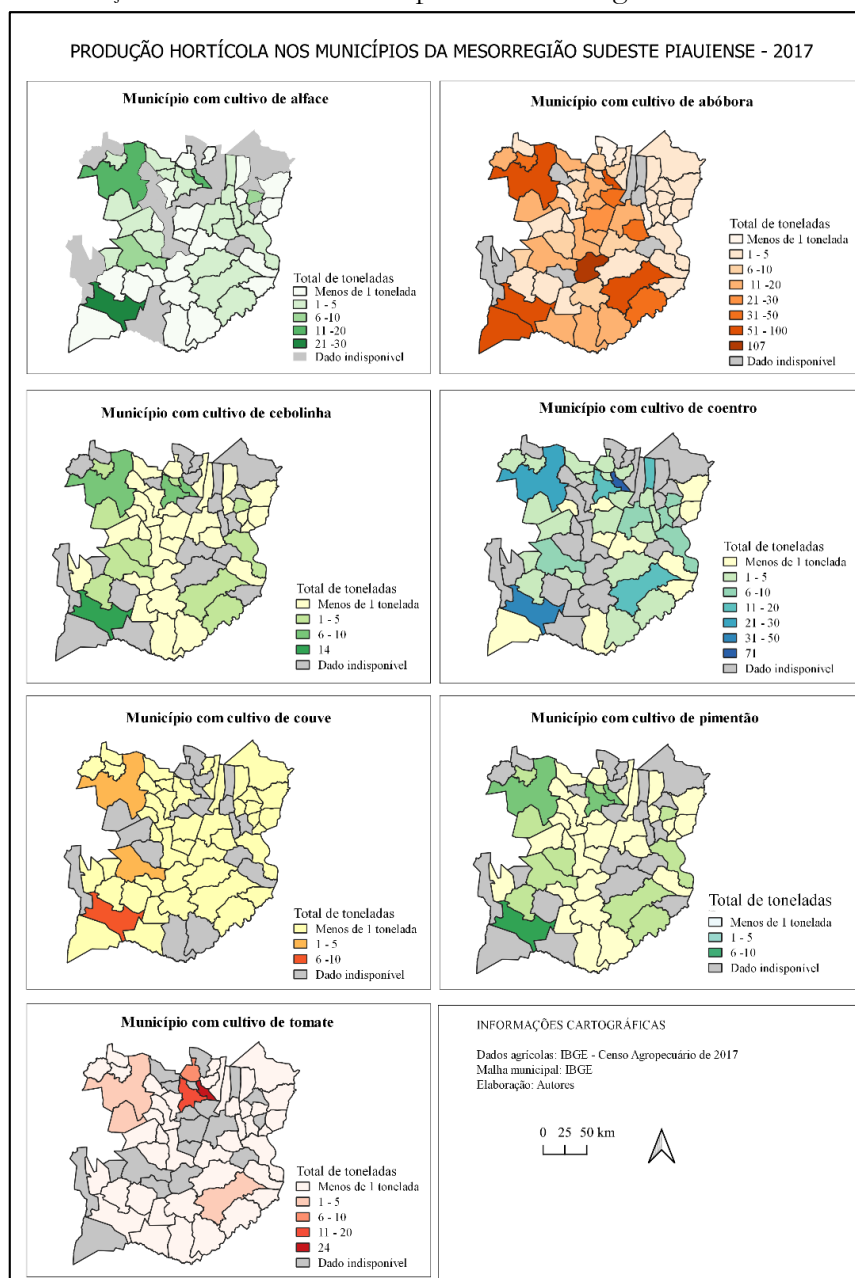 PRODUÇÃO HORTÍCOLA NOS MUNICÍPIOS DA MESORREGIÃO SUDESTE PIAUIENSE - 2017
Município com cultivo de alface
Total de toneladas
Menos de 1 tonelada
1 - 5
6 -10
11 -20
21 -30
Dado indisponível
Município com cultivo de abóbora
Total de toneladas
Menos de 1 tonelada
1 - 5
6 -10
11 -20
21 -30
31 -50
51 - 100
107
Dado indisponível
Município com cultivo de cebolinha
Total de toneladas
Menos de 1 tonelada
1 - 5
6 -10
14
Dado indisponível
Município com cultivo de coentro
Total de toneladas
Menos de 1 tonelada
1 - 5
6 -10
11 -20
21 - 30
31 - 50
71
Dado indisponível
Município com cultivo de couve
Total de toneladas
Menos de 1 tonelada
1 - 5
6 -10
Dado indisponível
Município com cultivo de pimentão
Total de toneladas
Menos de 1 tonelada
1 - 5
6 -10
Dado indisponível
Município com cultivo de tomate
Total de toneladas
Menos de 1 tonelada
1 - 5
6 -10
11 -20
24
Dado indisponível
INFORMAÇÕES CARTOGRÁFICAS
Dados agrícolas: IBGE - Censo Agropecuário de 2017
Malha municipal: IBGE
Elaboração: Autores
0 25 50 km